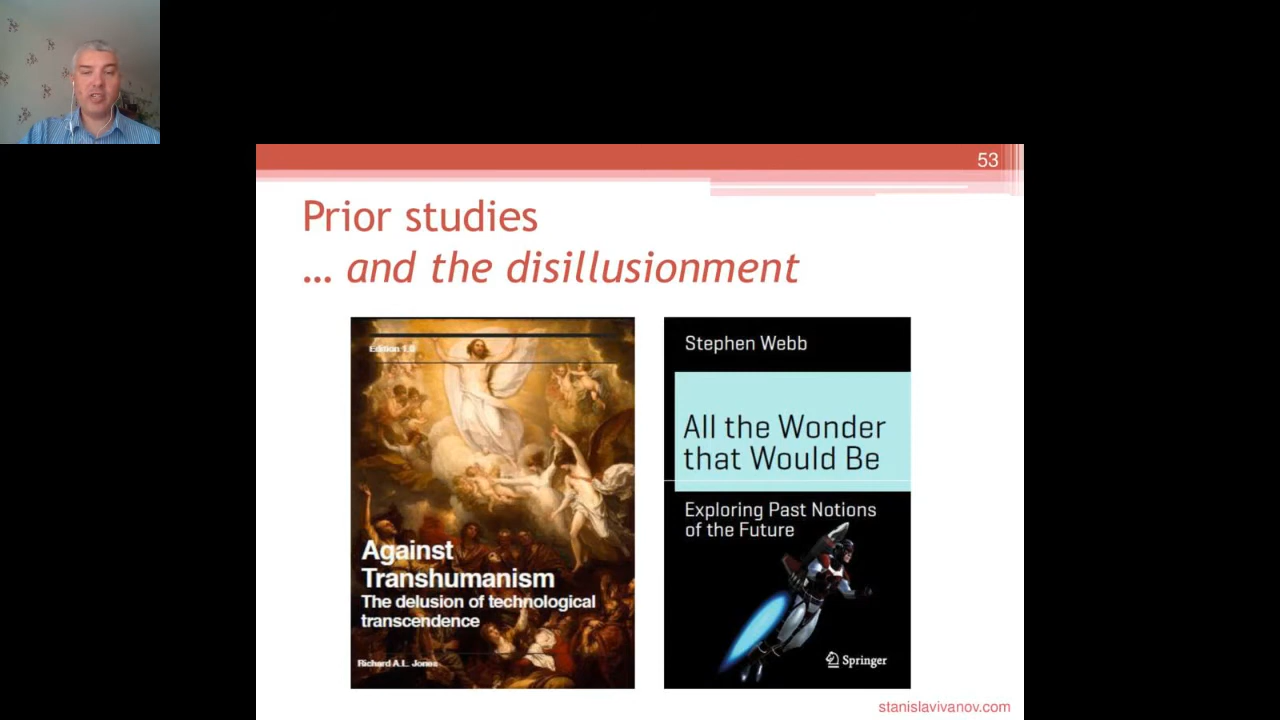 53
Prior studies
… and the disillusionment
Edition 1.0
Against
Transhumanism
The delusion of technological
transcendence
Richard A.L. Jones
Stephen Webb
All the Wonder
that Would Be
Exploring Past Notions
of the Future
Springer
stanislavivanov.com